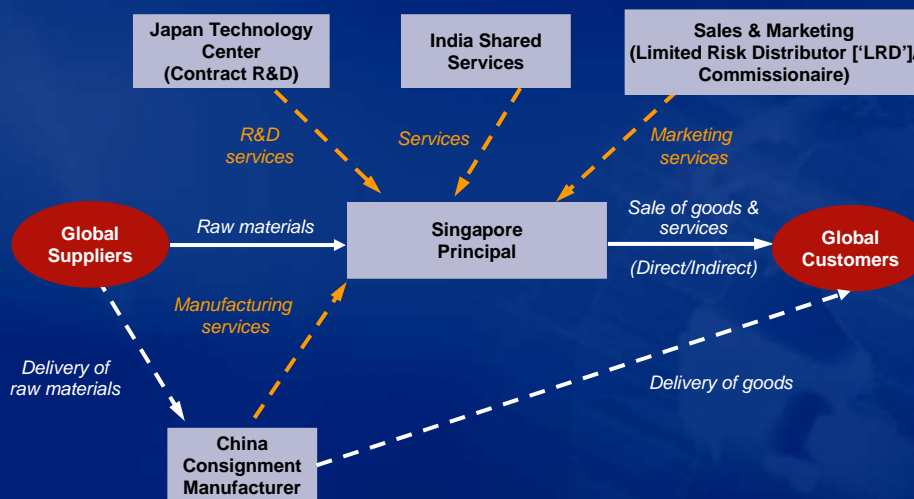 Japan Technology
Center
(Contract R&D)
India Shared
Services
Sales & Marketing
(Limited Risk Distributor [‘LRD’]/
Commissionaire)
R&D
services
Services
Marketing
services
Global
Suppliers
Raw materials
Singapore
Principal
Sale of goods &
services
(Direct/Indirect)
Global
Customers
Manufacturing
services
Delivery of
raw materials
Delivery of goods
China
Consignment
Manufacturer